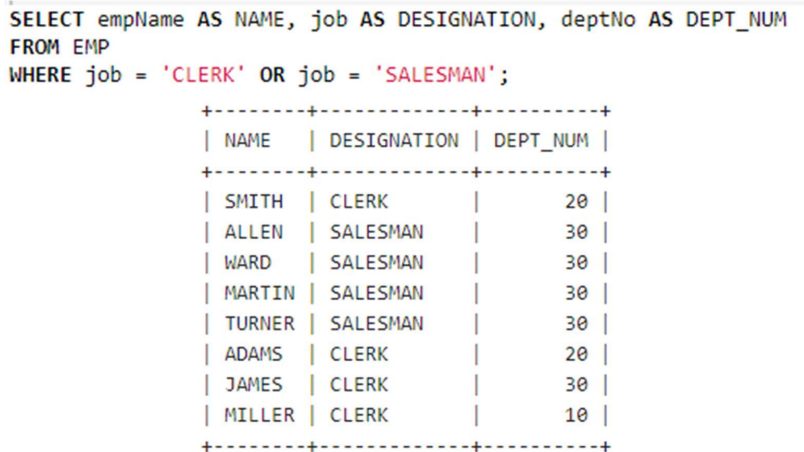 SELECT empName AS NAME, job AS DESIGNATION, deptNo AS DEPT_NUM
FROM EMP
WHERE job = 'CLERK' OR job = 'SALESMAN';
+--------+-------------+----------+
| NAME   | DESIGNATION | DEPT_NUM |
+--------+-------------+----------+
| SMITH  | CLERK       |       20 |
| ALLEN  | SALESMAN    |       30 |
| WARD   | SALESMAN    |       30 |
| MARTIN | SALESMAN    |       30 |
| TURNER | SALESMAN    |       30 |
| ADAMS  | CLERK       |       20 |
| JAMES  | CLERK       |       30 |
| MILLER | CLERK       |       10 |
+--------+-------------+----------+